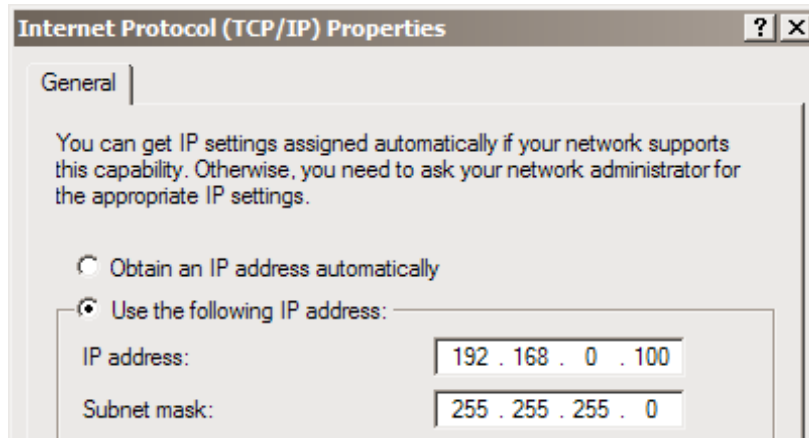 Internet Protocol (TCP/IP) Properties
General
You can get IP settings assigned automatically if your network supports
this capability. Otherwise, you need to ask your network administrator for
the appropriate IP settings.
Obtain an IP address automatically
Use the following IP address:
IP address: 192 . 168 . 0 . 100
Subnet mask: 255 . 255 . 255 . 0